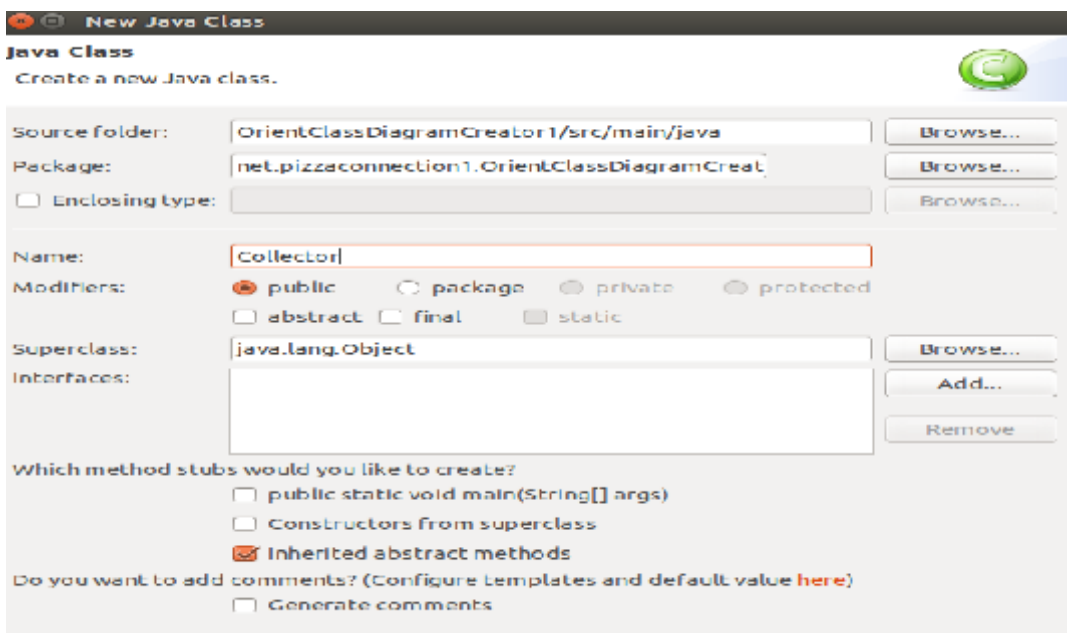 New Java Class
Java Class
Create a new Java class.
Source folder: OrientClassDiagramCreator1/src/main/java Browse...
Package: net.pizzaconnection1.OrientClassDiagramCreat Browse...
Enclosing type: Browse...
Name: Collector
Modifiers: public package private protected
abstract final static
Superclass: java.lang.Object Browse...
Interfaces: Add...
Remove
Which method stubs would you like to create?
public static void main(String[] args)
Constructors from superclass
Inherited abstract methods
Do you want to add comments? (Configure templates and default value here)
Generate comments